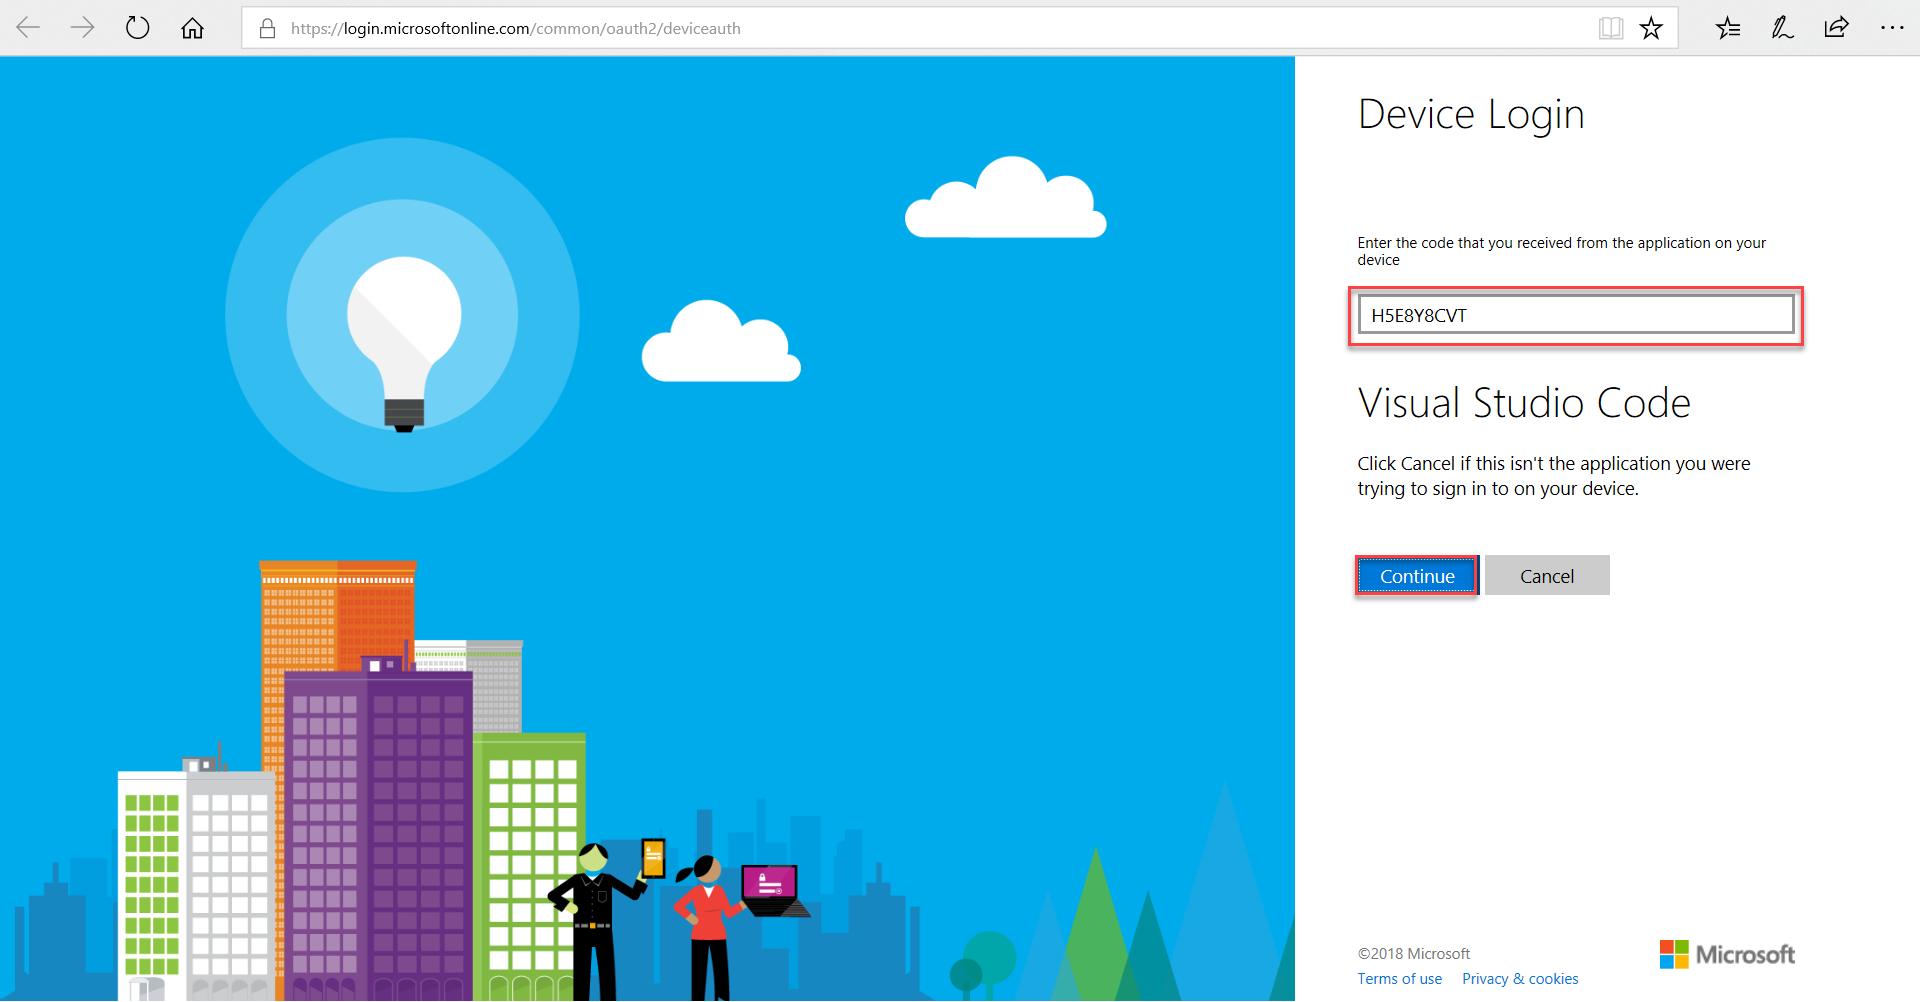 https://login.microsoftonline.com/common/oauth2/deviceauth
Device Login
Enter the code that you received from the application on your
device
H5E8Y8CVT
Visual Studio Code
Click Cancel if this isn't the application you were
trying to sign in to on your device.
Continue
Cancel
©2018 Microsoft
Microsoft
Terms of use
Privacy & cookies